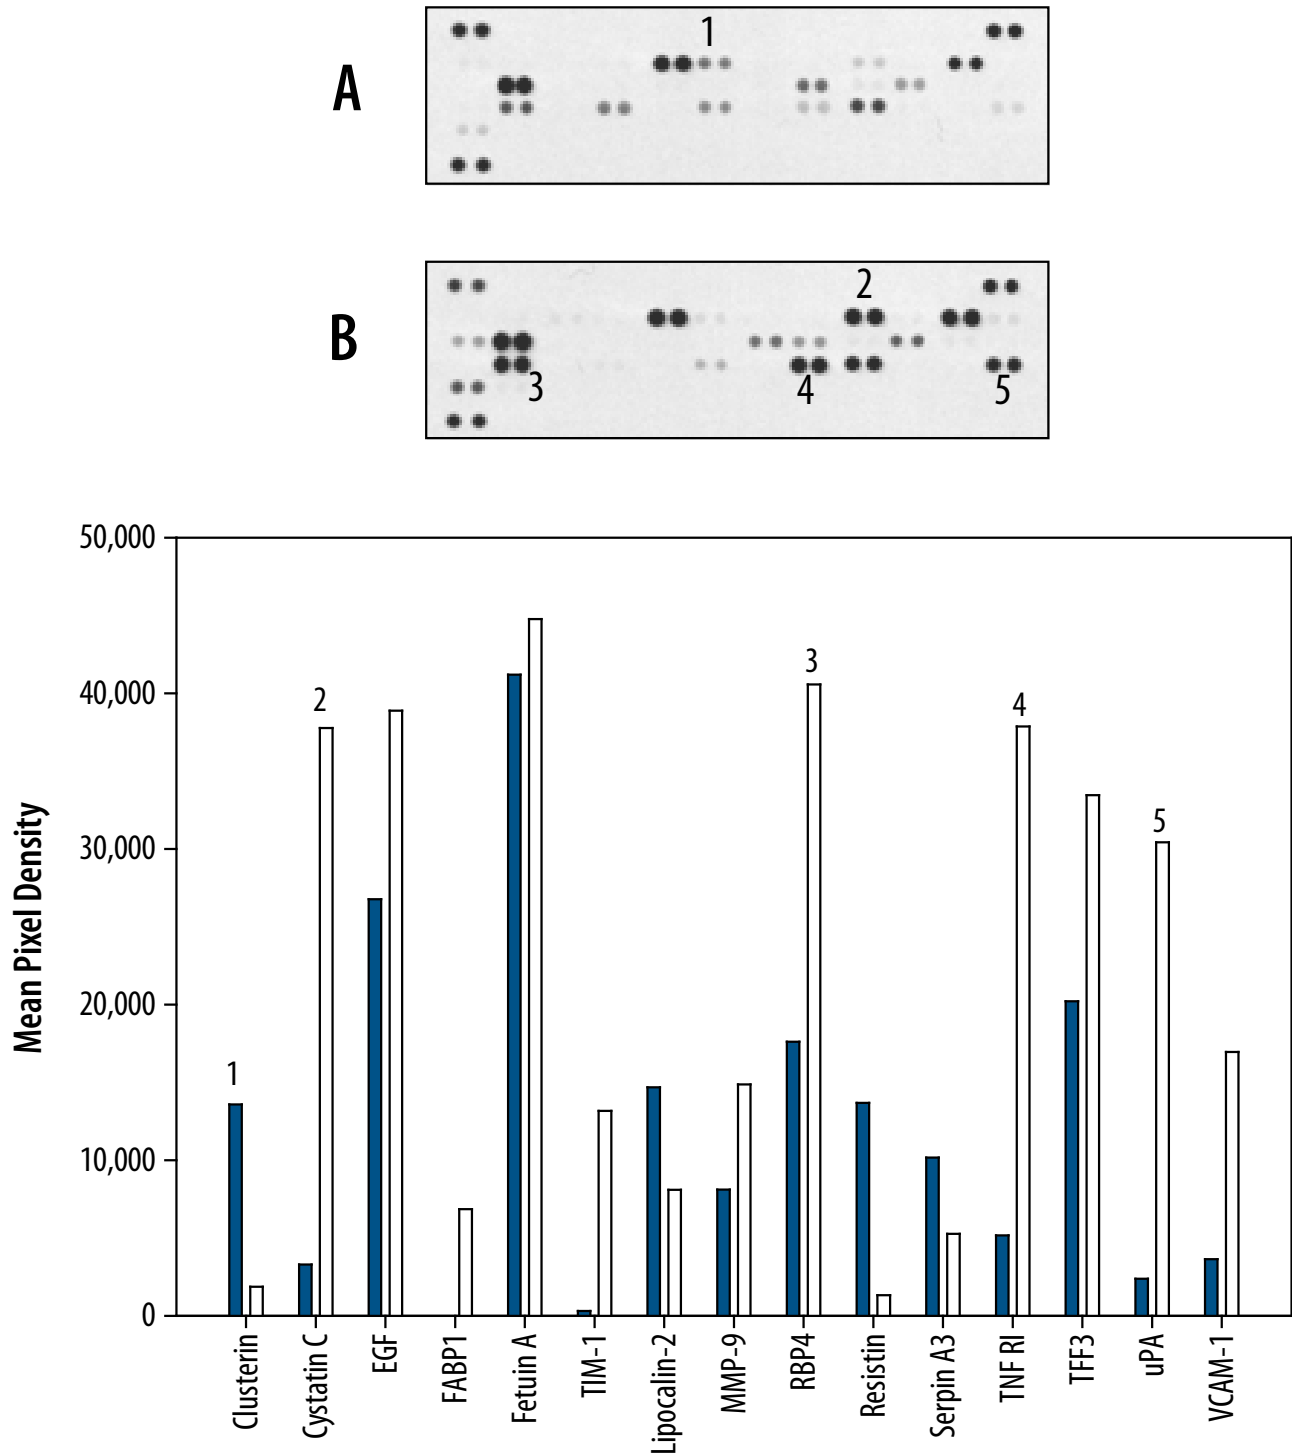 A
1
B
2
3
4
5
Mean Pixel Density
50,000
40,000
30,000
20,000
10,000
0
1
2
3
4
5
Clusterin
Cystatin C
EGF
FABP1
Fetuin A
TIM-1
Lipocalin-2
MMP-9
RBP4
Resistin
Serpin A3
TNF RI
TFF3
uPA
VCAM-1